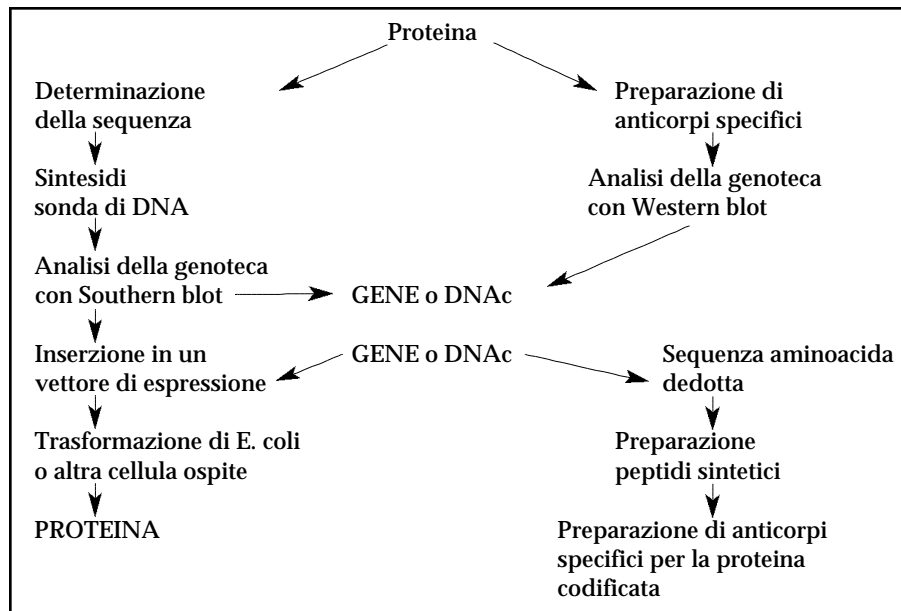 Proteina
Determinazione
della sequenza
Preparazione di
anticorpi specifici
Sintesidi
sonda di DNA
Analisi della genoteca
con Western blot
Analisi della genoteca
con Southern blot
GENE o DNAc
Inserzione in un
vettore di espressione
GENE o DNAc
Sequenza aminoacida
dedotta
Trasformazione di E. coli
o altra cellula ospite
Preparazione
peptidi sintetici
PROTEINA
Preparazione di anticorpi
specifici per la proteina
codificata